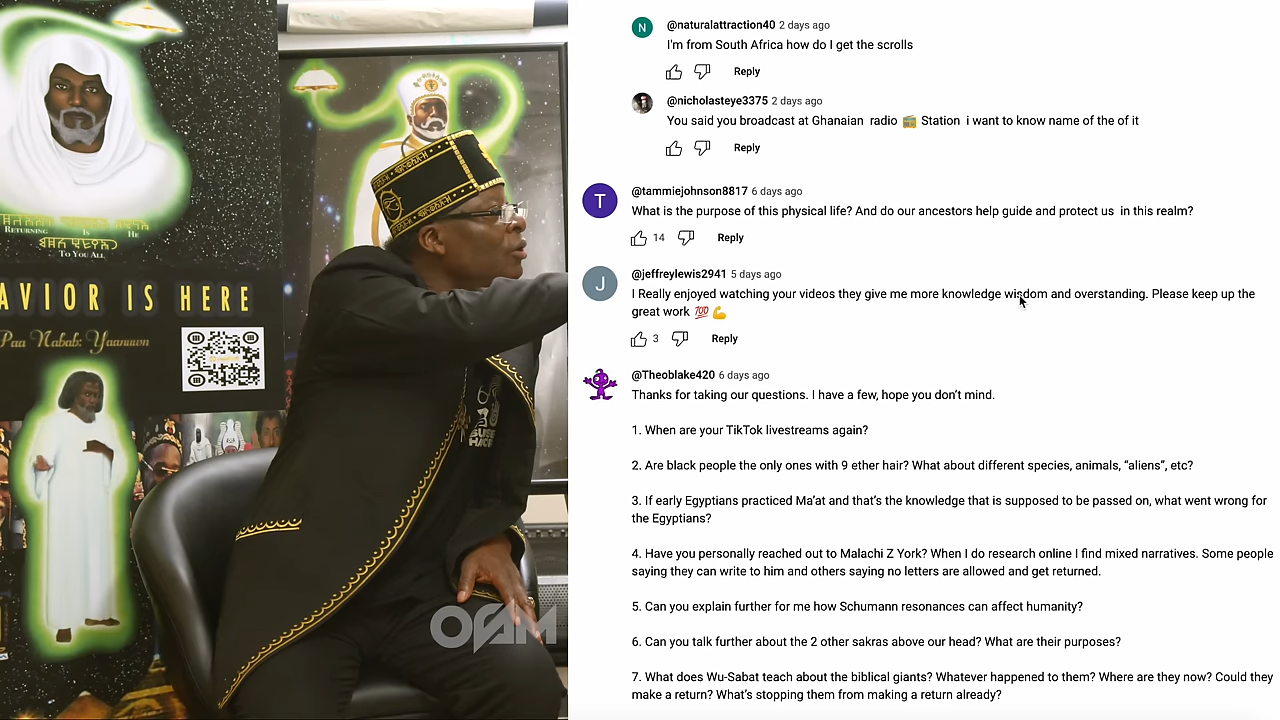 RETURNING IS HE
TO YOU ALL
AVIOR IS HERE
Paa Nabab: Yaanuwn
OGM
@naturalattraction40 2 days ago
I'm from South Africa how do I get the scrolls
Reply
@nicholasteye3375 2 days ago
You said you broadcast at Ghanaian radio 📻 Station i want to know name of the of it
Reply
T
@tammiejohnson8817 6 days ago
What is the purpose of this physical life? And do our ancestors help guide and protect us in this realm?
14 Reply
J
@jeffreylewis2941 5 days ago
I Really enjoyed watching your videos they give me more knowledge wisdom and overstanding. Please keep up the
great work 💯 💪
3 Reply
@Theoblake420 6 days ago
Thanks for taking our questions. I have a few, hope you don’t mind.
1. When are your TikTok livestreams again?
2. Are black people the only ones with 9 ether hair? What about different species, animals, “aliens”, etc?
3. If early Egyptians practiced Ma’at and that’s the knowledge that is supposed to be passed on, what went wrong for
the Egyptians?
4. Have you personally reached out to Malachi Z York? When I do research online I find mixed narratives. Some people
saying they can write to him and others saying no letters are allowed and get returned.
5. Can you explain further for me how Schumann resonances can affect humanity?
6. Can you talk further about the 2 other sakras above our head? What are their purposes?
7. What does Wu-Sabat teach about the biblical giants? Whatever happened to them? Where are they now? Could they
make a return? What’s stopping them from making a return already?